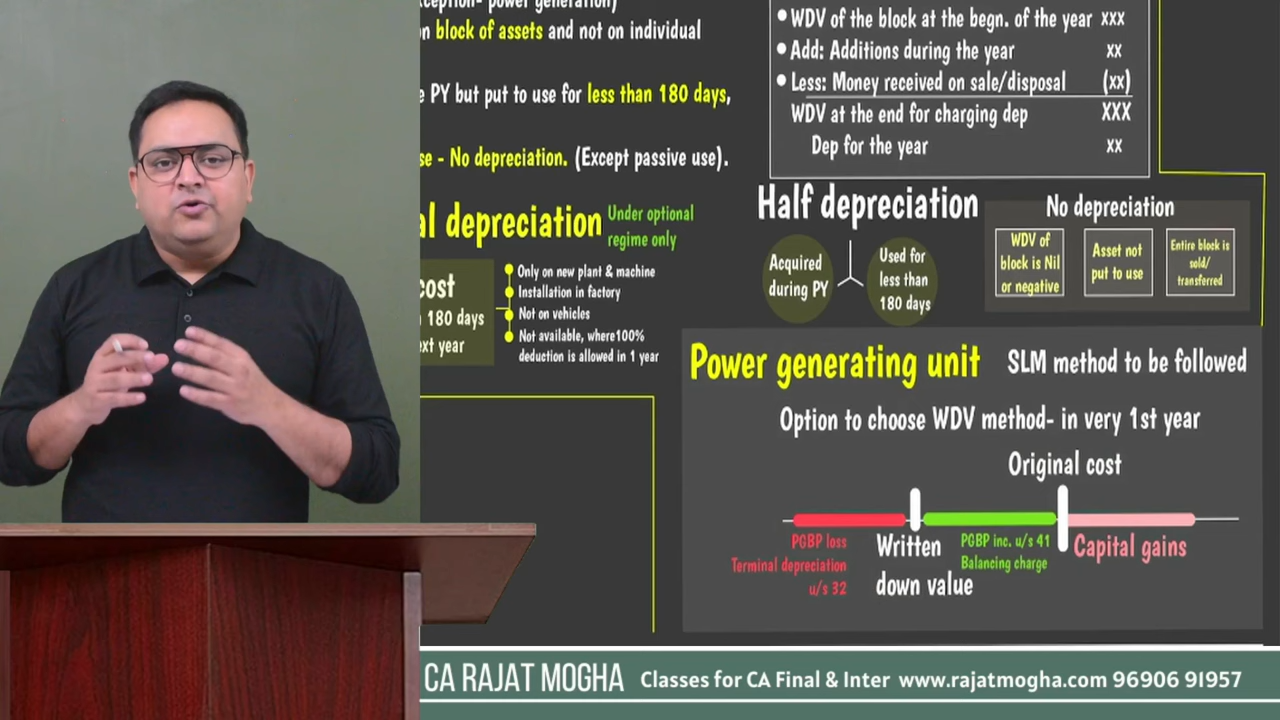 n block of assets and not on individual
e PY but put to use for less than 180 days,
se - No depreciation. (Except passive use).
al depreciation
Under optional
regime only
cost
180 days
ext year
Only on new plant & machine
Installation in factory
Not on vehicles
Not available, where100%
deduction is allowed in 1 year
WDV of the block at the begn. of the year xxx
Add: Additions during the year xx
Less: Money received on sale/disposal (xx)
WDV at the end for charging dep XXX
Dep for the year xx
Half depreciation
Acquired
during PY
Used for
less than
180 days
No depreciation
WDV of
block is Nil
or negative
Asset not
put to use
Entire block is
sold/
transferred
Power generating unit SLM method to be followed
Option to choose WDV method- in very 1st year
Original cost
PGBP loss
Terminal depreciation
u/s 32
Written
down value
PGBP inc. u/s 41
Balancing charge
Capital gains
CA RAJAT MOGHA Classes for CA Final & Inter www.rajatmogha.com 96906 91957